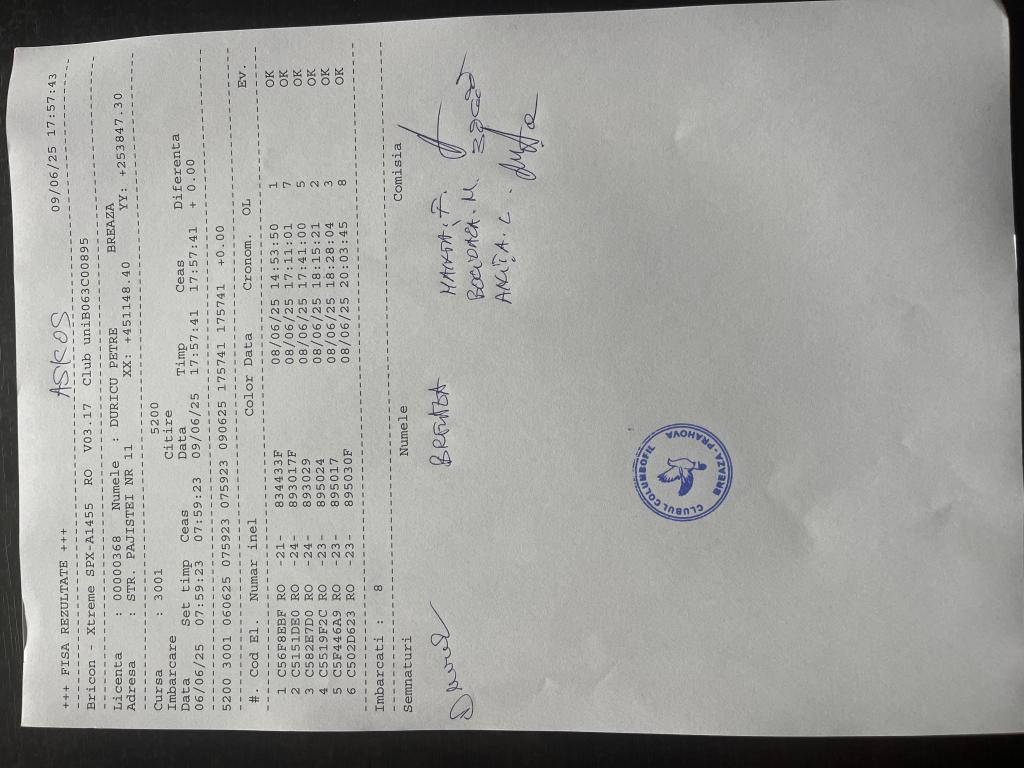 ASKOS
+++ FISA REZULTATE +++ 09/06/25 17:57:43
Bricon - Xtreme SPX-A1455 RO V03.17 Club uniB063C00895
Licenta : 00000368 Numele : DURICU PETRE BREAZA
Adresa : STR. PAJISTEI NR 11 XX: +451148.40 YY: +253847.30
Cursa : 3001 5200
Imbarcare Citire
Data Set timp Ceas Data Timp Ceas Diferenta
06/06/25 07:59:23 07:59:23 09/06/25 17:57:41 17:57:41 + 0.00
5200 3001 060625 075923 075923 090625 175741 175741 +0.00
#. Cod El. Numar inel Color Data Cronom. OL Ev.
1 C56F8EBF RO -21- 834433F 08/06/25 14:53:50 1 OK
2 C5151DE0 RO -24- 893017F 08/06/25 17:11:01 7 OK
3 C582E7D0 RO -24- 893029 08/06/25 17:41:00 5 OK
4 C5519F2C RO -23- 895024 08/06/25 18:15:21 2 OK
5 C5F446A9 RO -23- 895017 08/06/25 18:28:04 3 OK
6 C502D623 RO -23- 895030F 08/06/25 20:03:45 8 OK
Imbarcati : 8
Semnaturi Numele Comisia
BREAZA
CLUBUL COLUMBOFIL
BREAZA-PRAHOVA